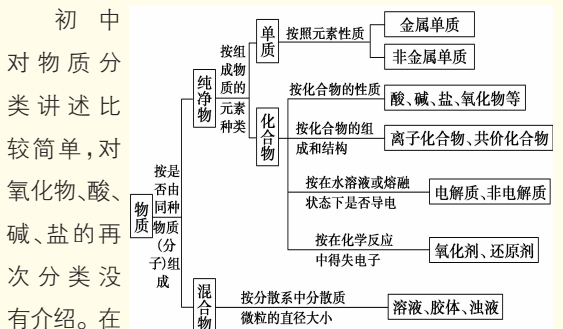 初中
对物质分
类讲述比
较简单，对
氧化物、酸、
碱、盐的再
次分类没
有介绍。在
物质
按是
否由
同种
物质
(分
子)组
成
纯净物
按组
成物
质的
元素
种类
单质
按照元素性质
金属单质
非金属单质
化合物
按化合物的性质
酸、碱、盐、氧化物等
按化合物的组
成和结构
离子化合物、共价化合物
按在水溶液或熔融
状态下是否导电
电解质、非电解质
按在化学反应
中得失电子
氧化剂、还原剂
混合物
按分散系中分散质
微粒的直径大小
溶液、胶体、浊液